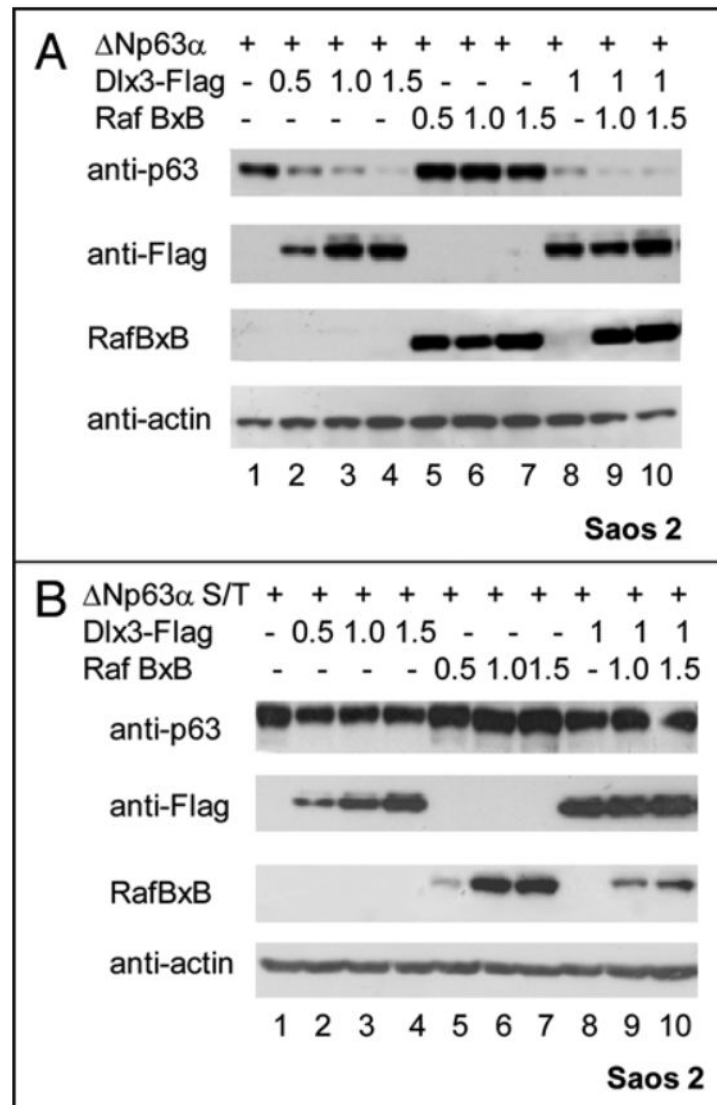 A
ΔNp63α + + + + + + + + + +
Dlx3-Flag - 0.5 1.0 1.5 - - - 1 1 1
Raf BxB - - - - 0.5 1.0 1.5 - 1.0 1.5
anti-p63
anti-Flag
RafBxB
anti-actin
1 2 3 4 5 6 7 8 9 10
Saos 2
B
ΔNp63α S/T + + + + + + + + + +
Dlx3-Flag - 0.5 1.0 1.5 - - - 1 1 1
Raf BxB - - - - 0.5 1.0 1.5 - 1.0 1.5
anti-p63
anti-Flag
RafBxB
anti-actin
1 2 3 4 5 6 7 8 9 10
Saos 2